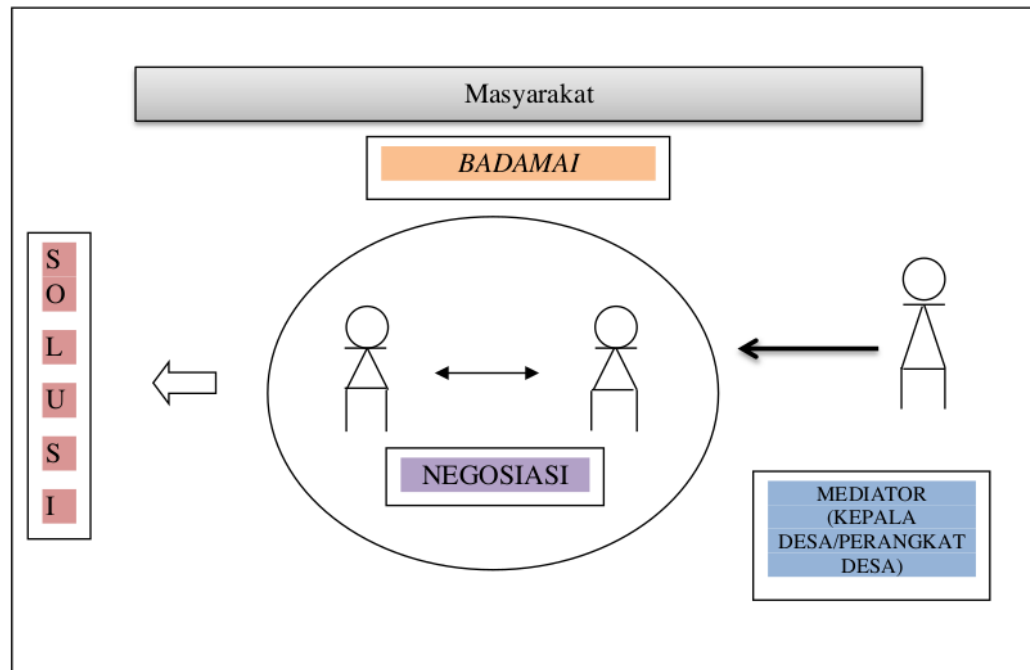 Masyarakat
BADAMAI
S
O
L
U
S
I
NEGOSIASI
MEDIATOR
(KEPALA
DESA/PERANGKAT
DESA)